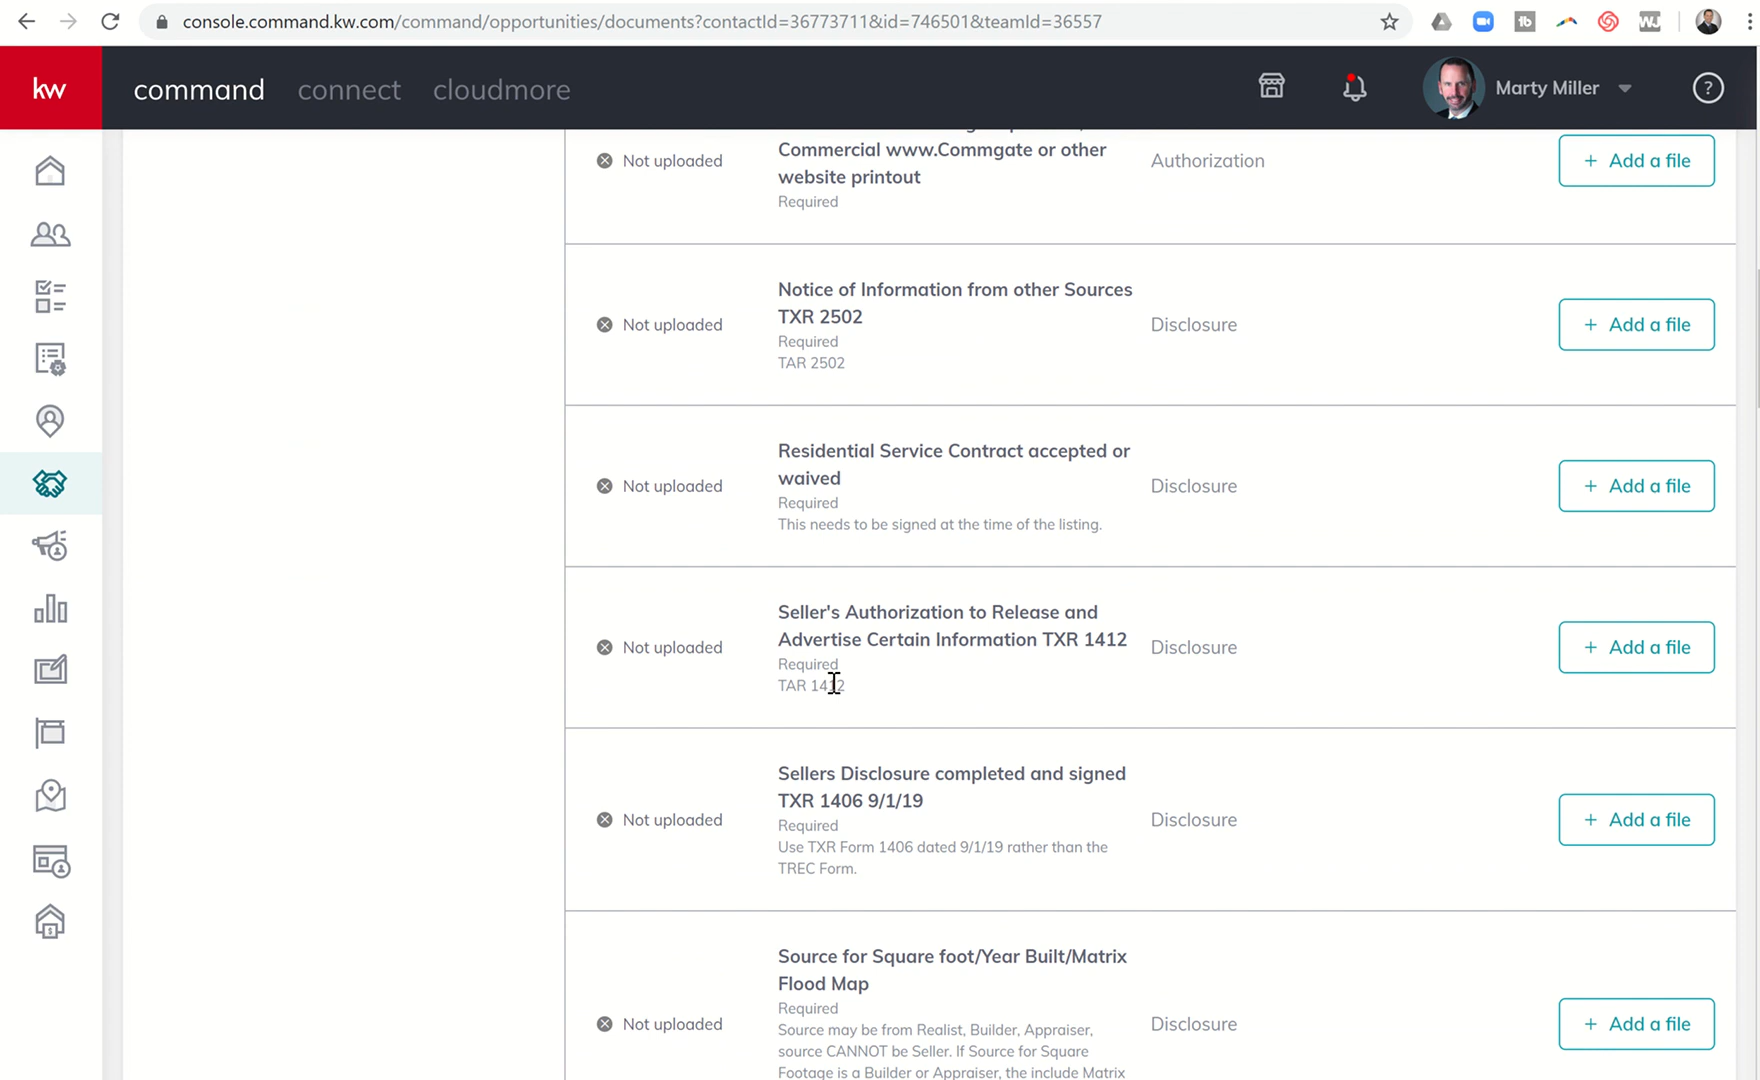 console.command.kw.com/command/opportunities/documents?contactId=36773711&id=746501&teamId=36557
tb
WJ
kw
command connect cloudmore
Marty Miller
?
Commercial www.Commgate or other
website printout
Required
Not uploaded
Authorization
+ Add a file
Notice of Information from other Sources
TXR 2502
Required
TAR 2502
Not uploaded
Disclosure
+ Add a file
Residential Service Contract accepted or
waived
Required
This needs to be signed at the time of the listing.
Not uploaded
Disclosure
+ Add a file
Seller's Authorization to Release and
Advertise Certain Information TXR 1412
Required
TAR 1412
Not uploaded
Disclosure
+ Add a file
Sellers Disclosure completed and signed
TXR 1406 9/1/19
Required
Use TXR Form 1406 dated 9/1/19 rather than the
TREC Form.
Not uploaded
Disclosure
+ Add a file
Source for Square foot/Year Built/Matrix
Flood Map
Required
Source may be from Realist, Builder, Appraiser,
source CANNOT be Seller. If Source for Square
Footage is a Builder or Appraiser, the include Matrix
Not uploaded
Disclosure
+ Add a file